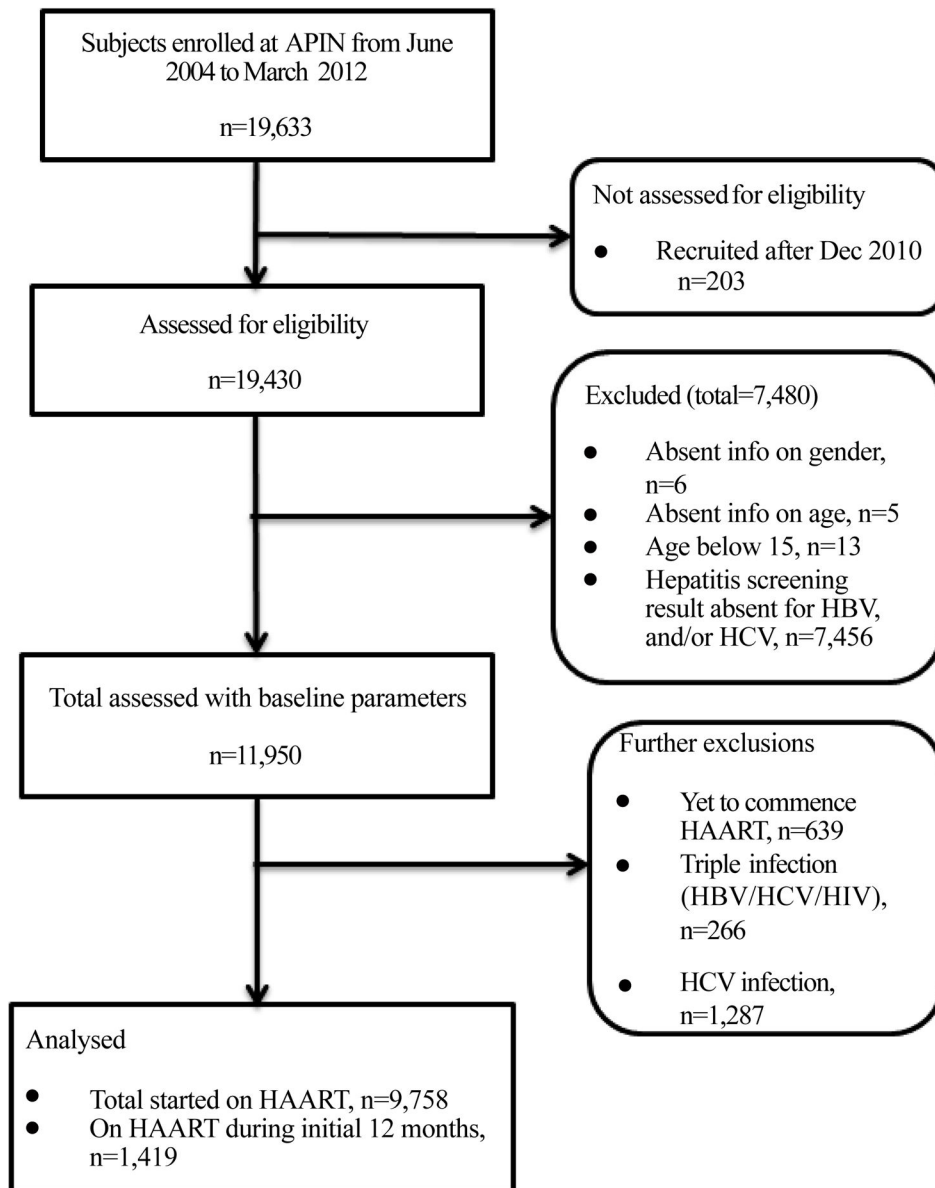 Subjects enrolled at APIN from June
2004 to March 2012
n=19,633
Not assessed for eligibility
● Recruited after Dec 2010
n=203
Assessed for eligibility
n=19,430
Excluded (total=7,480)
● Absent info on gender,
n=6
● Absent info on age, n=5
● Age below 15, n=13
● Hepatitis screening
result absent for HBV,
and/or HCV, n=7,456
Total assessed with baseline parameters
n=11,950
Further exclusions
● Yet to commence
HAART, n=639
● Triple infection
(HBV/HCV/HIV),
n=266
● HCV infection,
n=1,287
Analysed
● Total started on HAART, n=9,758
● On HAART during initial 12 months,
n=1,419